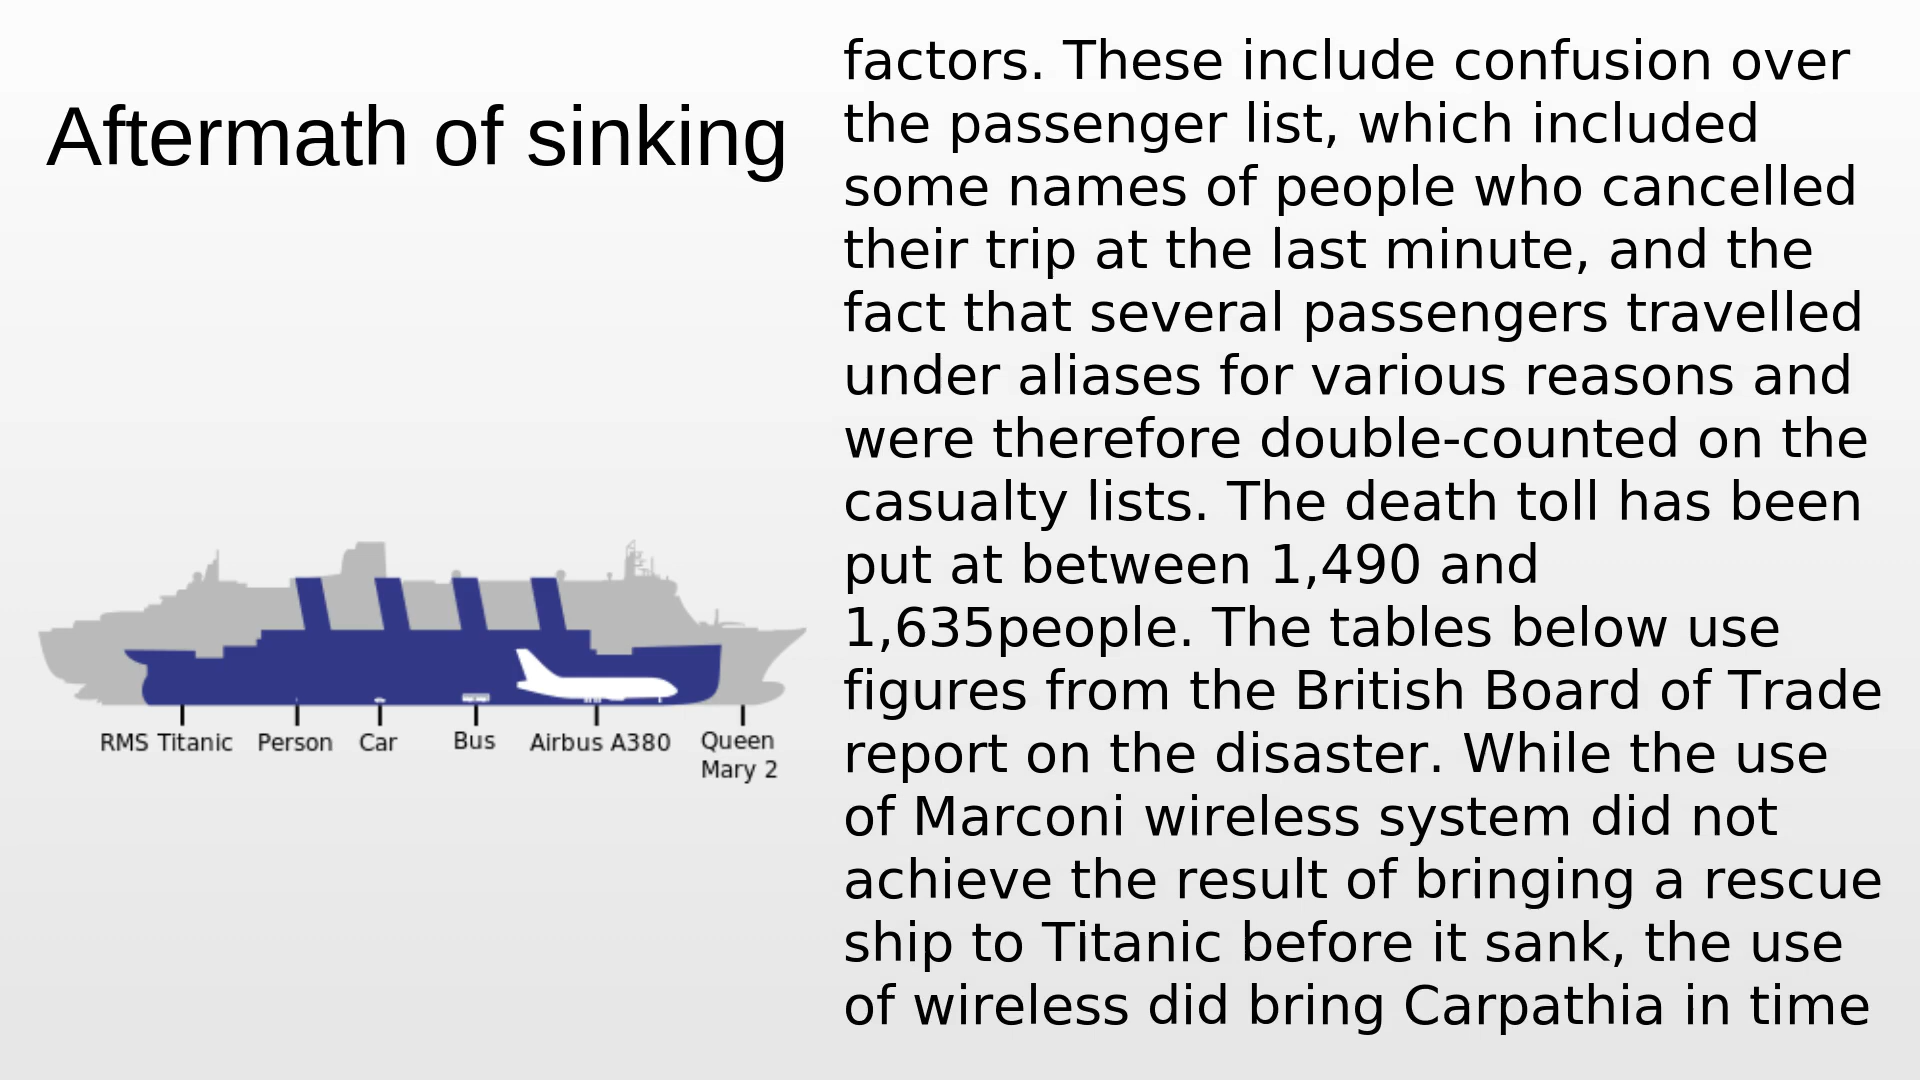 Aftermath of sinking
RMS Titanic
Person
Car
Bus
Airbus A380
Queen
Mary 2
factors. These include confusion over
the passenger list, which included
some names of people who cancelled
their trip at the last minute, and the
fact that several passengers travelled
under aliases for various reasons and
were therefore double-counted on the
casualty lists. The death toll has been
put at between 1,490 and
1,635people. The tables below use
figures from the British Board of Trade
report on the disaster. While the use
of Marconi wireless system did not
achieve the result of bringing a rescue
ship to Titanic before it sank, the use
of wireless did bring Carpathia in time